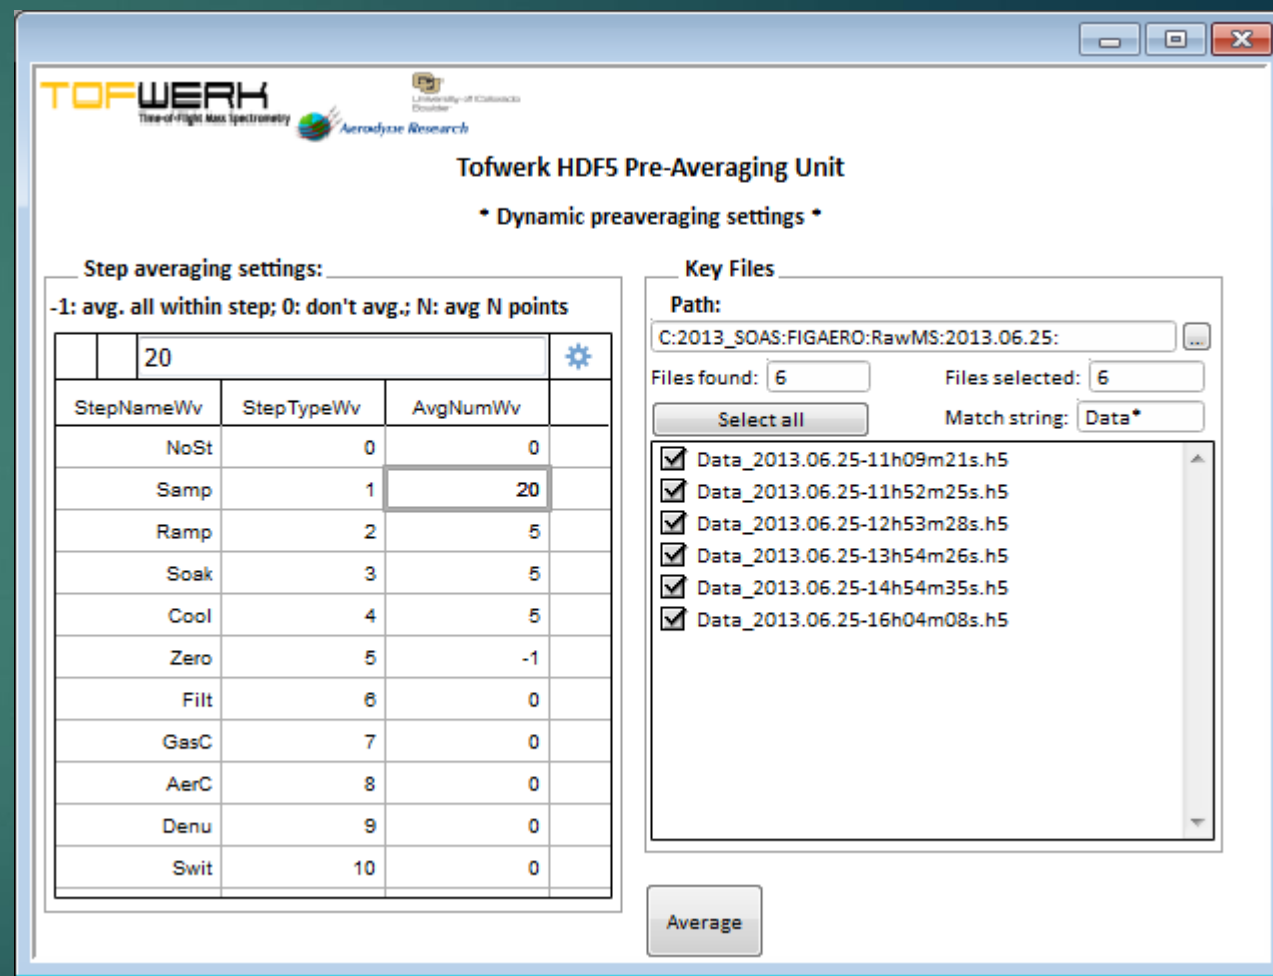 TOFWERK
Time-of-Flight Mass Spectrometry
University of Colorado
Boulder
Aerodyne Research
Tofwerk HDF5 Pre-Averaging Unit
* Dynamic preaveraging settings *
Step averaging settings:
-1: avg. all within step; 0: don't avg.; N: avg N points
20
StepNameWv StepTypeWv AvgNumWv
NoSt 0 0
Samp 1 20
Ramp 2 5
Soak 3 5
Cool 4 5
Zero 5 -1
Filt 6 0
GasC 7 0
AerC 8 0
Denu 9 0
Swit 10 0
Key Files
Path:
C:2013_SOAS:FIGAERO:RawMS:2013.06.25: ...
Files found: 6 Files selected: 6
Select all Match string: Data*
Data_2013.06.25-11h09m21s.h5
Data_2013.06.25-11h52m25s.h5
Data_2013.06.25-12h53m28s.h5
Data_2013.06.25-13h54m26s.h5
Data_2013.06.25-14h54m35s.h5
Data_2013.06.25-16h04m08s.h5
Average